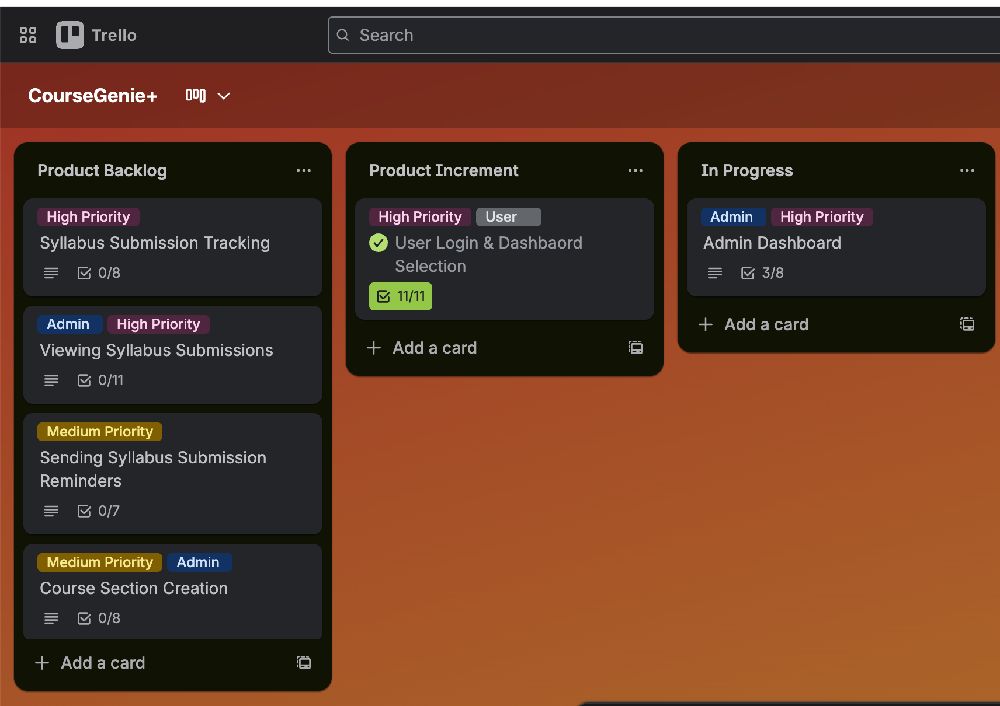 Trello
Search
CourseGenie+
Product Backlog
High Priority
Syllabus Submission Tracking
0/8
Admin High Priority
Viewing Syllabus Submissions
0/11
Medium Priority
Sending Syllabus Submission
Reminders
0/7
Medium Priority Admin
Course Section Creation
0/8
Add a card
Product Increment
High Priority User
User Login & Dashbaord
Selection
11/11
Add a card
In Progress
Admin High Priority
Admin Dashboard
3/8
Add a card